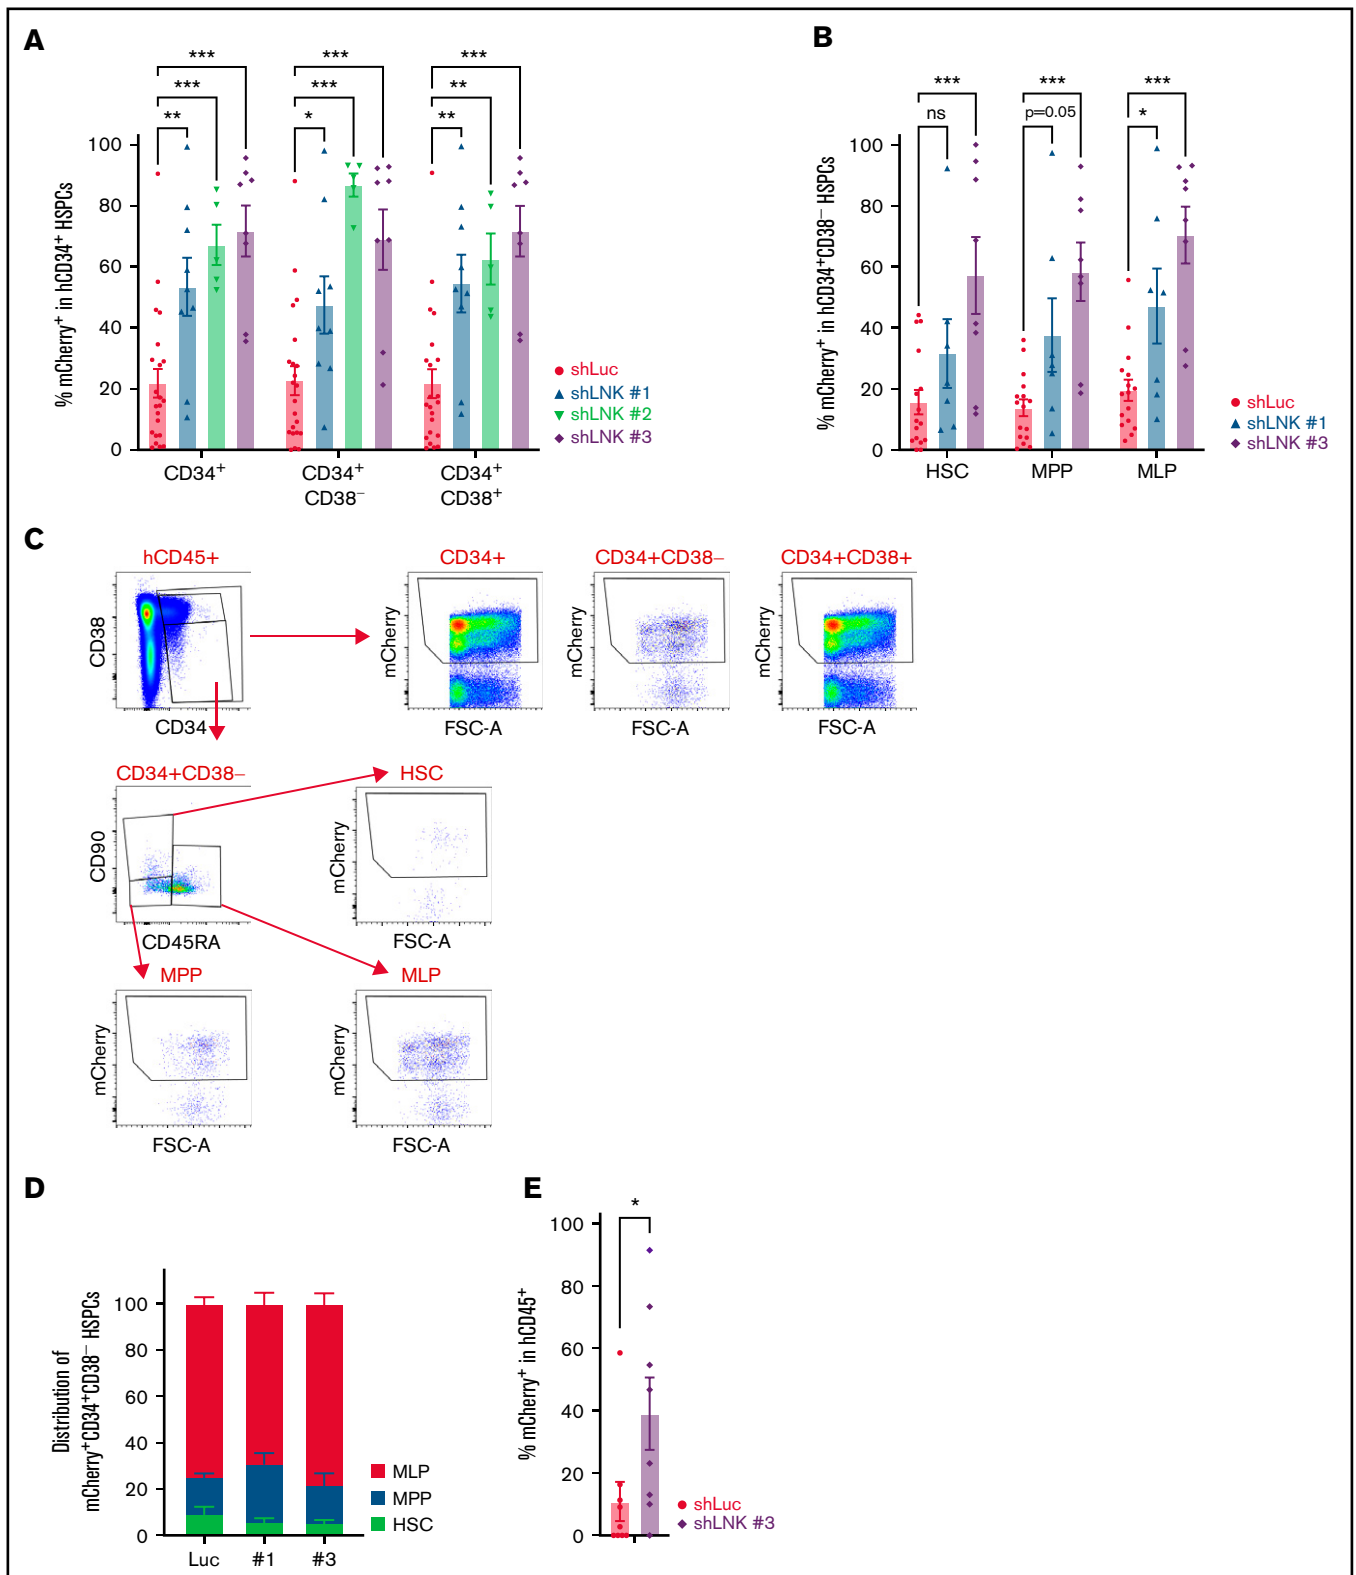 A
***
***
***
***
***
**
**
*
**
% mCherry⁺ in hCD34⁺ HSPCs
100
80
60
40
20
0
CD34⁺
CD34⁺
CD38⁻
CD34⁺
CD38⁺
shLuc
shLNK #1
shLNK #2
shLNK #3
B
***
***
***
ns
p=0.05
*
% mCherry⁺ in hCD34⁺CD38⁻ HSPCs
100
80
60
40
20
0
HSC
MPP
MLP
shLuc
shLNK #1
shLNK #3
C
hCD45+
CD38
CD34
CD34+
mCherry
FSC-A
CD34+CD38–
mCherry
FSC-A
CD34+CD38+
mCherry
FSC-A
CD34+CD38–
CD90
CD45RA
HSC
mCherry
FSC-A
MPP
mCherry
FSC-A
MLP
mCherry
FSC-A
D
Distribution of
mCherry⁺CD34⁺CD38⁻ HSPCs
100
80
60
40
20
0
Luc
#1
#3
MLP
MPP
HSC
E
*
% mCherry⁺ in hCD45⁺
100
80
60
40
20
0
shLuc
shLNK #3